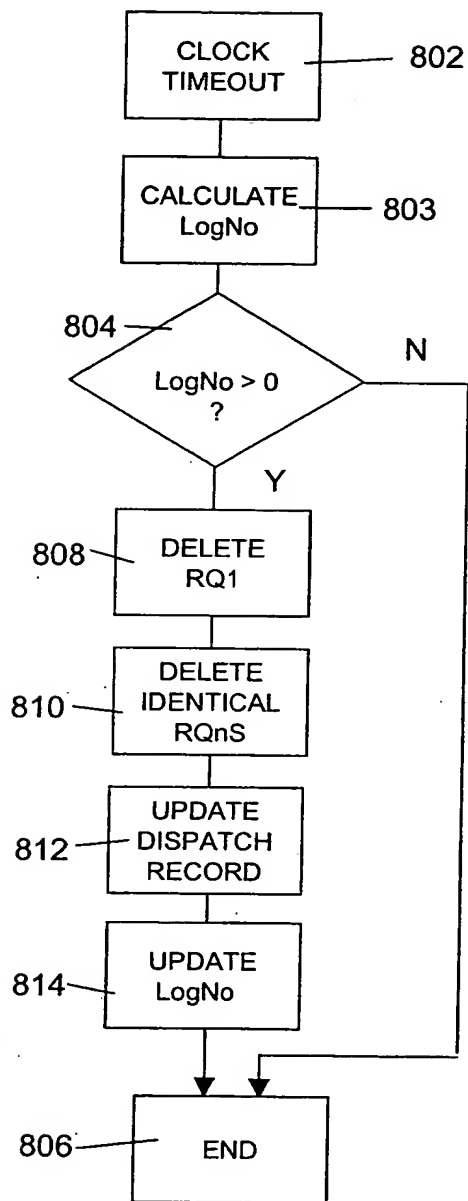 CLOCK
TIMEOUT
802
CALCULATE
LogNo
803
804
LogNo > 0
?
N
Y
808
DELETE
RQ1
810
DELETE
IDENTICAL
RQnS
812
UPDATE
DISPATCH
RECORD
814
UPDATE
LogNo
806
END